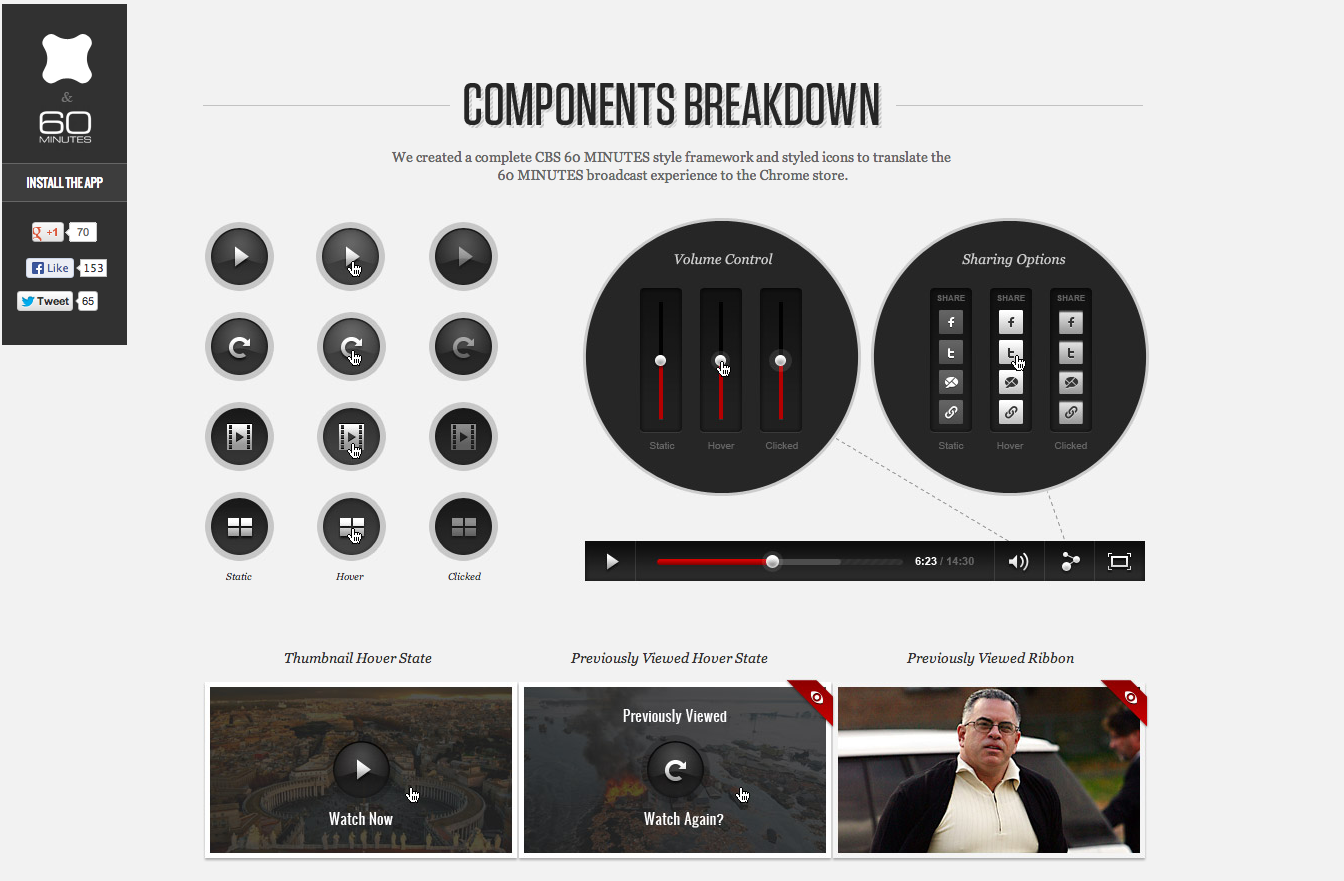 &
60
MINUTES
INSTALL THE APP
g +1 70
Like 153
Tweet 65
COMPONENTS BREAKDOWN
We created a complete CBS 60 MINUTES style framework and styled icons to translate the
60 MINUTES broadcast experience to the Chrome store.
Static Hover Clicked
Volume Control
Static Hover Clicked
Sharing Options
SHARE SHARE SHARE
f f f
t t t
Static Hover Clicked
6:23 / 14:30
Thumbnail Hover State
Watch Now
Previously Viewed Hover State
Previously Viewed
Watch Again?
Previously Viewed Ribbon